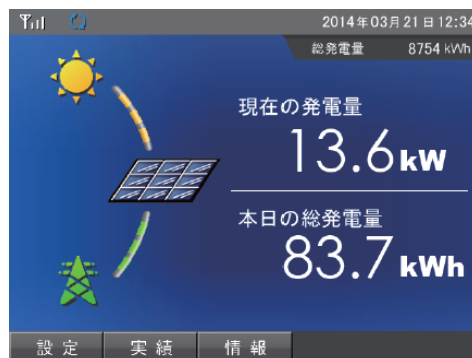 2014年03月21日12:34
総発電量 8754 kWh
現在の発電量
13.6kW
本日の総発電量
83.7kWh
設定 実績 情報